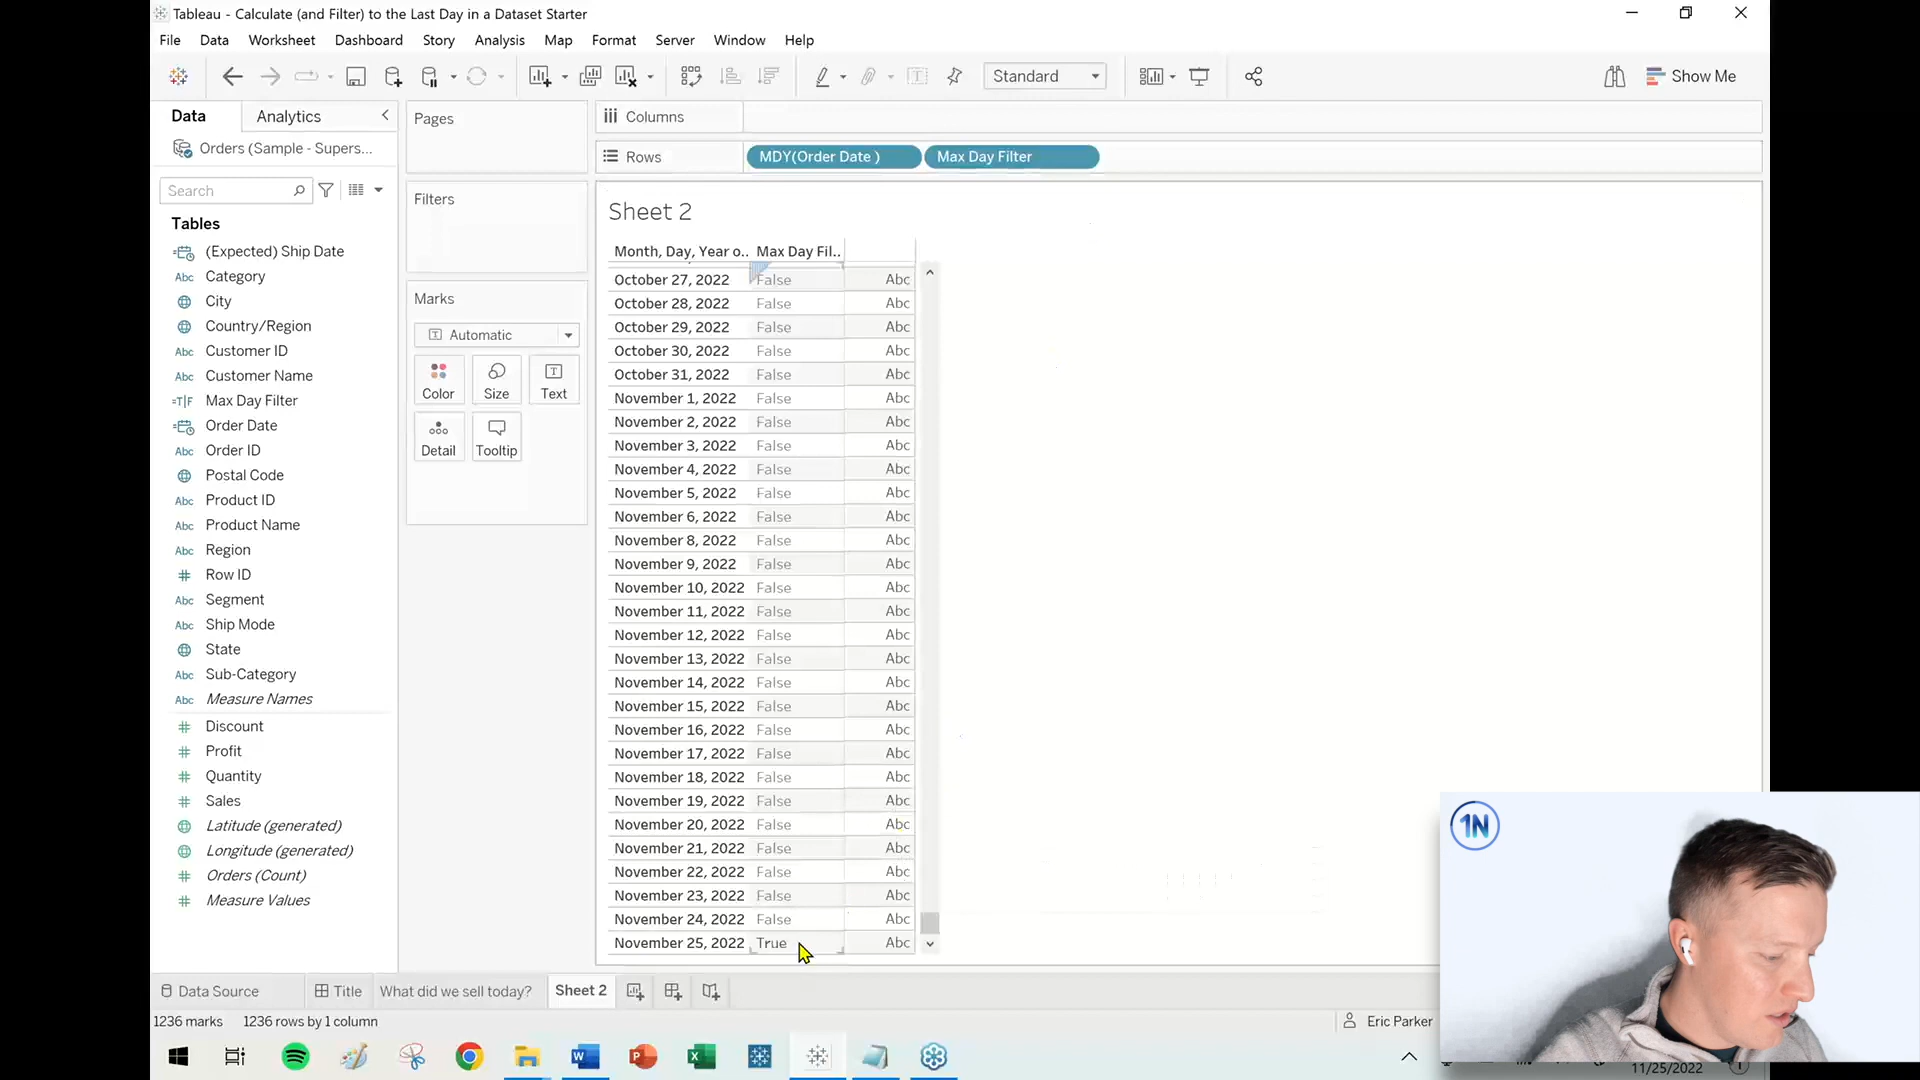 Tableau - Calculate (and Filter) to the Last Day in a Dataset Starter
File Data Worksheet Dashboard Story Analysis Map Format Server Window Help
Standard
Show Me
Data Analytics
Orders (Sample - Supers...
Search
Tables
(Expected) Ship Date
Abc Category
City
Country/Region
Abc Customer ID
Abc Customer Name
=T|F Max Day Filter
Order Date
Abc Order ID
Postal Code
Abc Product ID
Abc Product Name
Abc Region
# Row ID
Abc Segment
Abc Ship Mode
State
Abc Sub-Category
Abc Measure Names
# Discount
# Profit
# Quantity
# Sales
Latitude (generated)
Longitude (generated)
# Orders (Count)
# Measure Values
Pages
Filters
Marks
Automatic
Color Size Text
Detail Tooltip
Columns
Rows MDY(Order Date ) Max Day Filter
Sheet 2
Month, Day, Year o.. Max Day Fil..
October 27, 2022 False Abc
October 28, 2022 False Abc
October 29, 2022 False Abc
October 30, 2022 False Abc
October 31, 2022 False Abc
November 1, 2022 False Abc
November 2, 2022 False Abc
November 3, 2022 False Abc
November 4, 2022 False Abc
November 5, 2022 False Abc
November 6, 2022 False Abc
November 8, 2022 False Abc
November 9, 2022 False Abc
November 10, 2022 False Abc
November 11, 2022 False Abc
November 12, 2022 False Abc
November 13, 2022 False Abc
November 14, 2022 False Abc
November 15, 2022 False Abc
November 16, 2022 False Abc
November 17, 2022 False Abc
November 18, 2022 False Abc
November 19, 2022 False Abc
November 20, 2022 False Abc
November 21, 2022 False Abc
November 22, 2022 False Abc
November 23, 2022 False Abc
November 24, 2022 False Abc
November 25, 2022 True Abc
1N
Data Source Title What did we sell today? Sheet 2
1236 marks 1236 rows by 1 column
Eric Parker
11/25/2022